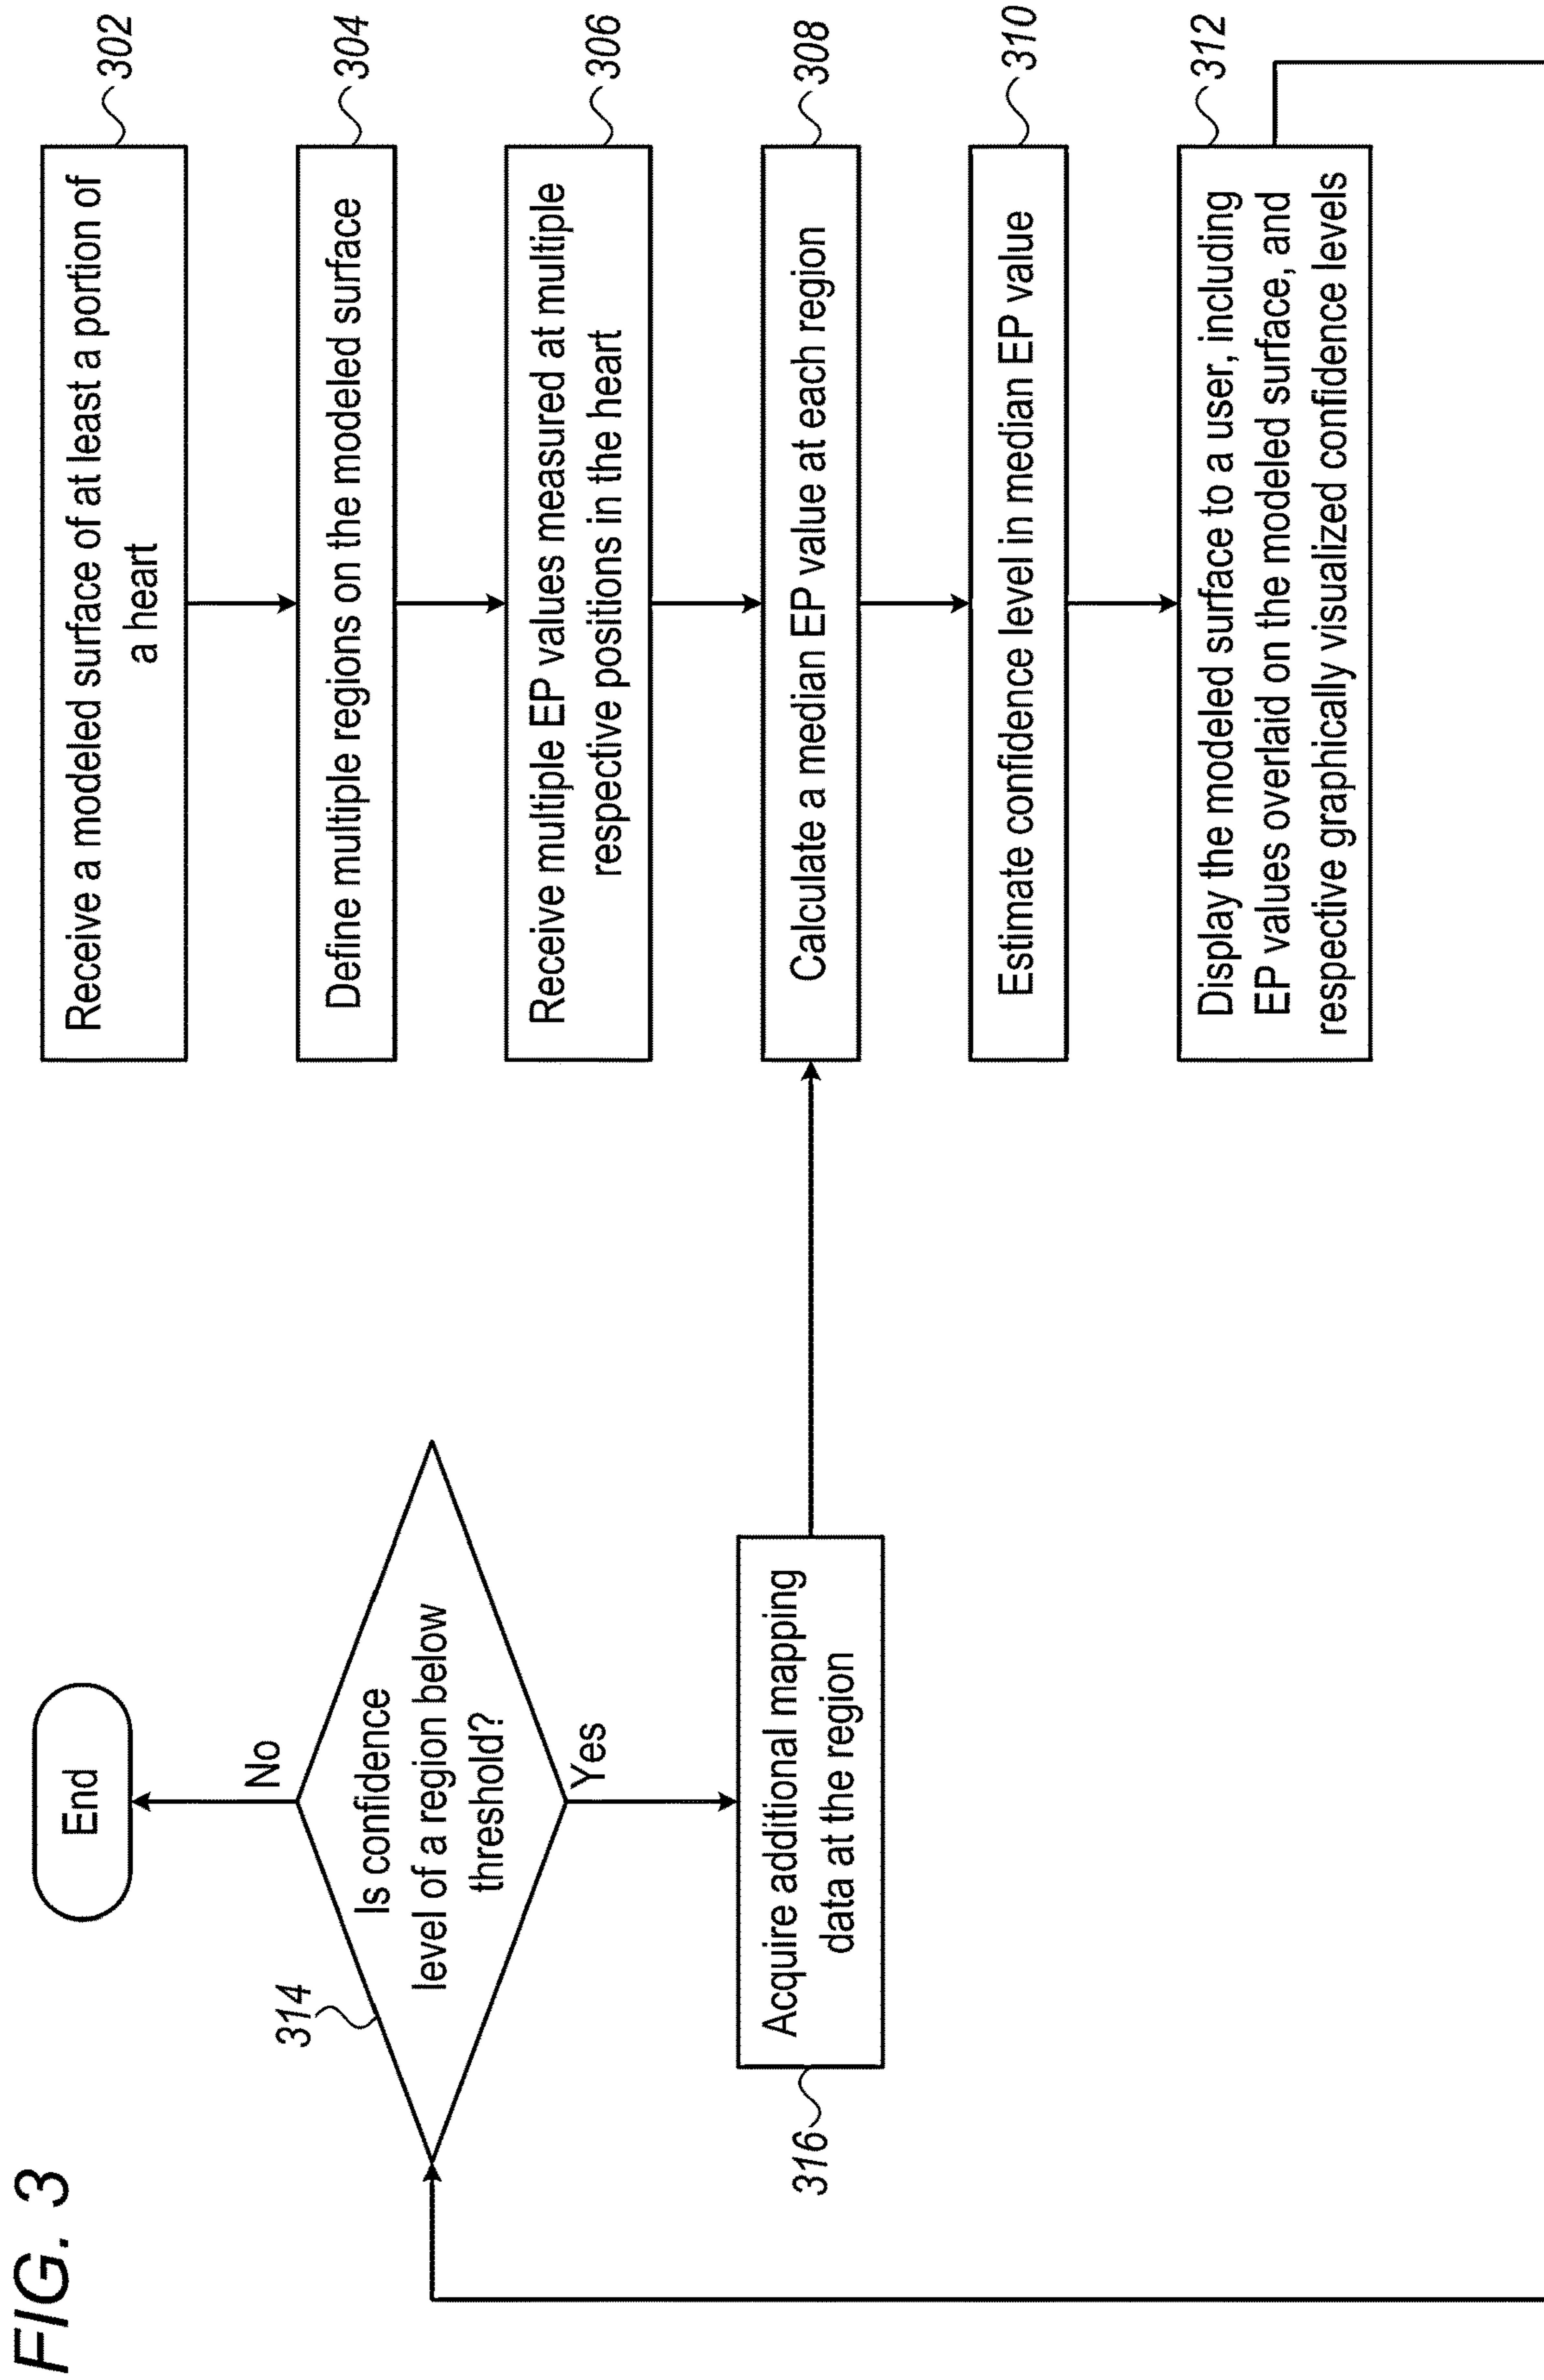 FIG. 3
Receive a modeled surface of at least a portion of
a heart
302
Define multiple regions on the modeled surface
304
Receive multiple EP values measured at multiple
respective positions in the heart
306
Calculate a median EP value at each region
308
Estimate confidence level in median EP value
310
Display the modeled surface to a user, including
EP values overlaid on the modeled surface, and
respective graphically visualized confidence levels
312
End
No
314
Is confidence
level of a region below
threshold?
Yes
Acquire additional mapping
data at the region
316